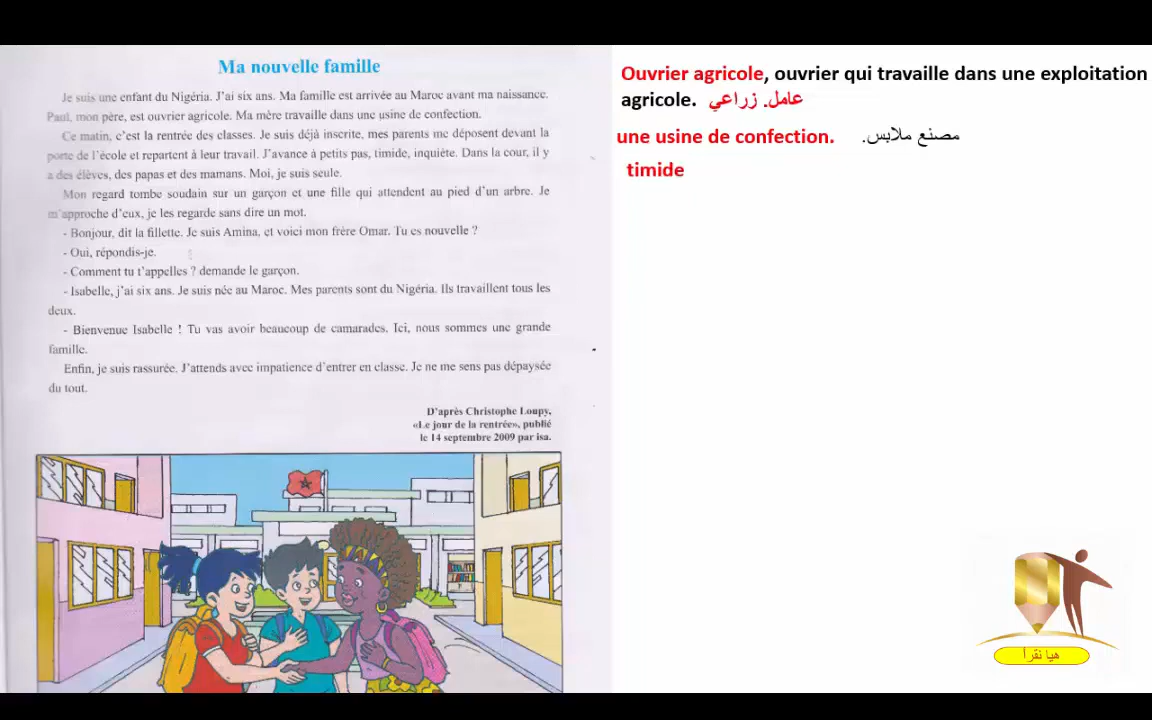 Ma nouvelle famille
Je suis une enfant du Nigéria. J'ai six ans. Ma famille est arrivée au Maroc avant ma naissance.
Paul, mon père, est ouvrier agricole. Ma mère travaille dans une usine de confection.
Ce matin, c'est la rentrée des classes. Je suis déjà inscrite, mes parents me déposent devant la
porte de l'école et repartent à leur travail. J'avance à petits pas, timide, inquiète. Dans la cour, il y
a des élèves, des papas et des mamans. Moi, je suis seule.
Mon regard tombe soudain sur un garçon et une fille qui attendent au pied d'un arbre. Je
m'approche d'eux, je les regarde sans dire un mot.
- Bonjour, dit la fillette. Je suis Amina, et voici mon frère Omar. Tu es nouvelle ?
- Oui, répondis-je.
- Comment tu t'appelles ? demande le garçon.
- Isabelle, j'ai six ans. Je suis née au Maroc. Mes parents sont du Nigéria. Ils travaillent tous les
deux.
- Bienvenue Isabelle ! Tu vas avoir beaucoup de camarades. Ici, nous sommes une grande
famille.
Enfin, je suis rassurée. J'attends avec impatience d'entrer en classe. Je ne me sens pas dépaysée
du tout.
D'après Christophe Loupy,
«Le jour de la rentrée», publié
le 14 septembre 2009 par isa.
Ouvrier agricole, ouvrier qui travaille dans une exploitation
agricole. عامل. زراعي
une usine de confection. مصنع ملابس.
timide
هيا نقرأ